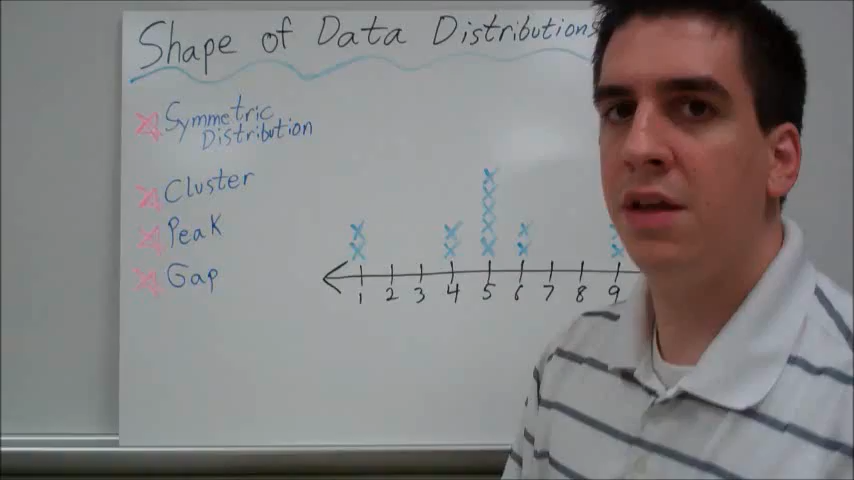 Shape of Data Distributions
Symmetric
Distribution
Cluster
Peak
Gap
1 2 3 4 5 6 7 8 9